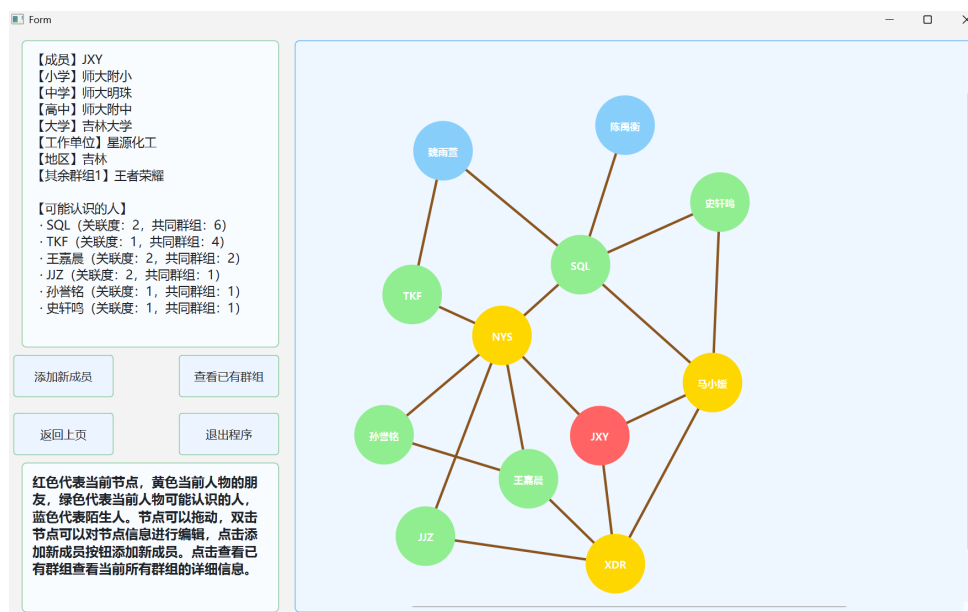 Form
【成员】JXY
【小学】师大附小
【中学】师大明珠
【高中】师大附中
【大学】吉林大学
【工作单位】星源化工
【地区】吉林
【其余群组1】王者荣耀
【可能认识的人】
· SQL（关联度：2，共同群组：6）
· TKF（关联度：1，共同群组：4）
· 王嘉晨（关联度：2，共同群组：2）
· JJZ（关联度：2，共同群组：1）
· 孙誉铭（关联度：1，共同群组：1）
· 史轩鸣（关联度：1，共同群组：1）
添加新成员
查看已有群组
返回上页
退出程序
红色代表当前节点，黄色当前人物的朋
友，绿色代表当前人物可能认识的人，
蓝色代表陌生人。节点可以拖动，双击
节点可以对节点信息进行编辑，点击添
加新成员按钮添加新成员。点击查看已
有群组查看当前所有群组的详细信息。
陈禺衡
魏雨萱
史轩鸣
SQL
TKF
NYS
马小媛
孙誉铭
JXY
王嘉晨
JJZ
XDR